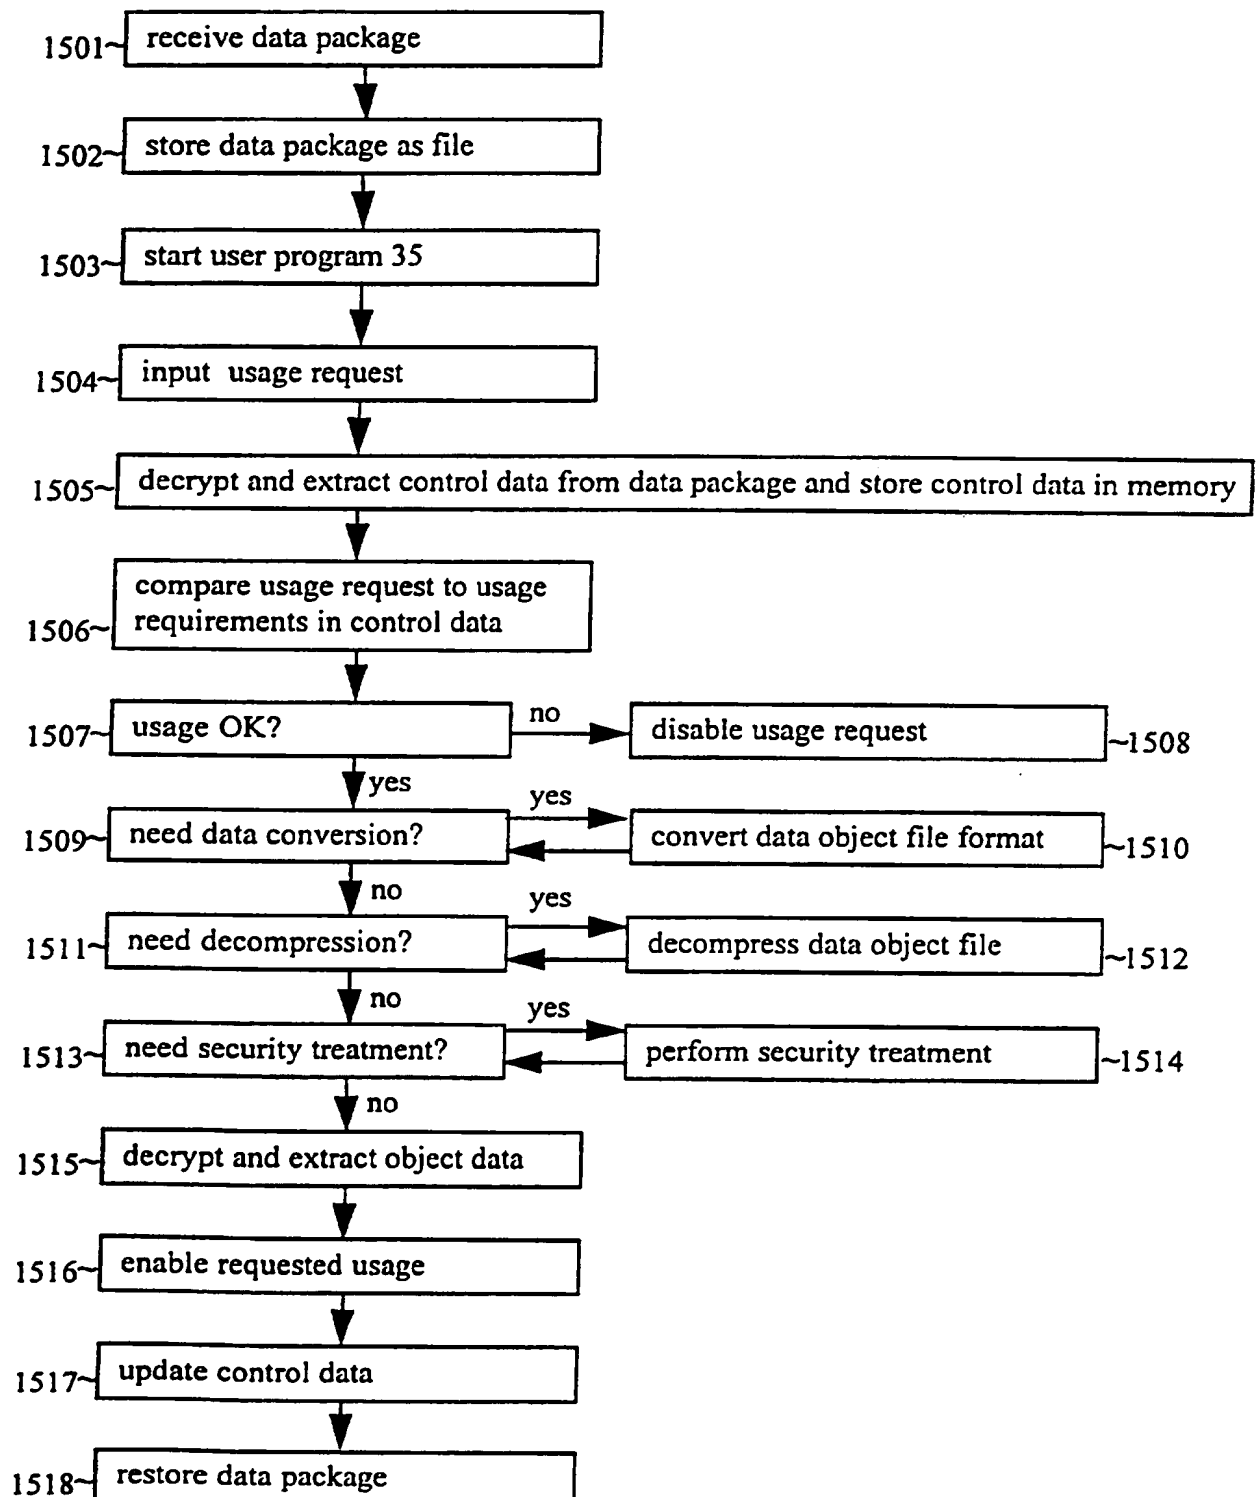 1501 receive data package
1502 store data package as file
1503 start user program 35
1504 input usage request
1505 decrypt and extract control data from data package and store control data in memory
compare usage request to usage
1506 requirements in control data
1507 usage OK? no disable usage request 1508
yes
yes
1509 need data conversion? convert data object file format 1510
no
yes
1511 need decompression? decompress data object file 1512
no
yes
1513 need security treatment? perform security treatment 1514
no
1515 decrypt and extract object data
1516 enable requested usage
1517 update control data
1518 restore data package